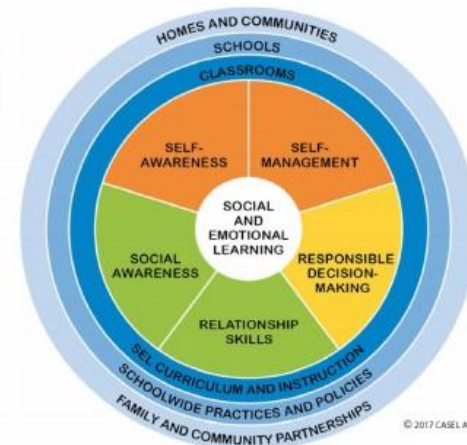 HOMES AND COMMUNITIES
SCHOOLS
CLASSROOMS
SELF-
AWARENESS
SELF-
MANAGEMENT
SOCIAL
AND
EMOTIONAL
LEARNING
SOCIAL
AWARENESS
RESPONSIBLE
DECISION-
MAKING
RELATIONSHIP
SKILLS
SEL CURRICULUM AND INSTRUCTION
SCHOOLWIDE PRACTICES AND POLICIES
FAMILY AND COMMUNITY PARTNERSHIPS
© 2017 CASEL A